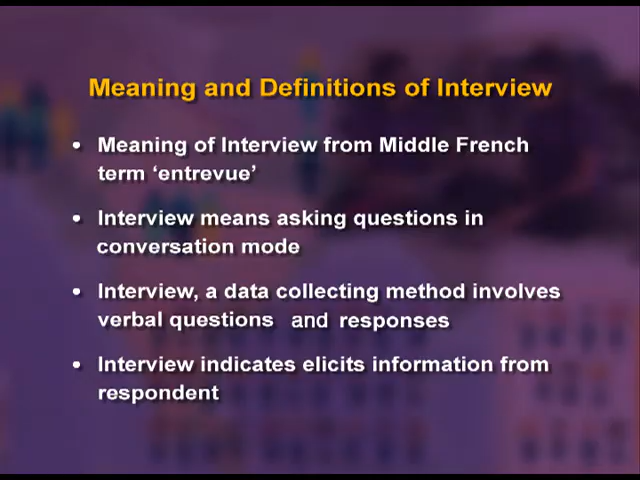 Meaning and Definitions of Interview
• Meaning of Interview from Middle French
term ‘entrevue’
• Interview means asking questions in
conversation mode
• Interview, a data collecting method involves
verbal questions and responses
• Interview indicates elicits information from
respondent